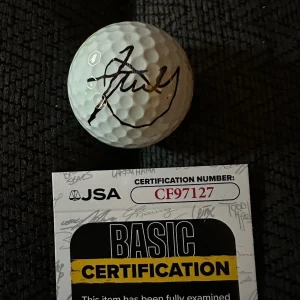 JSA
CERTIFICATION NUMBER:
CF97127
BASIC
CERTIFICATION
This item has been fully examined